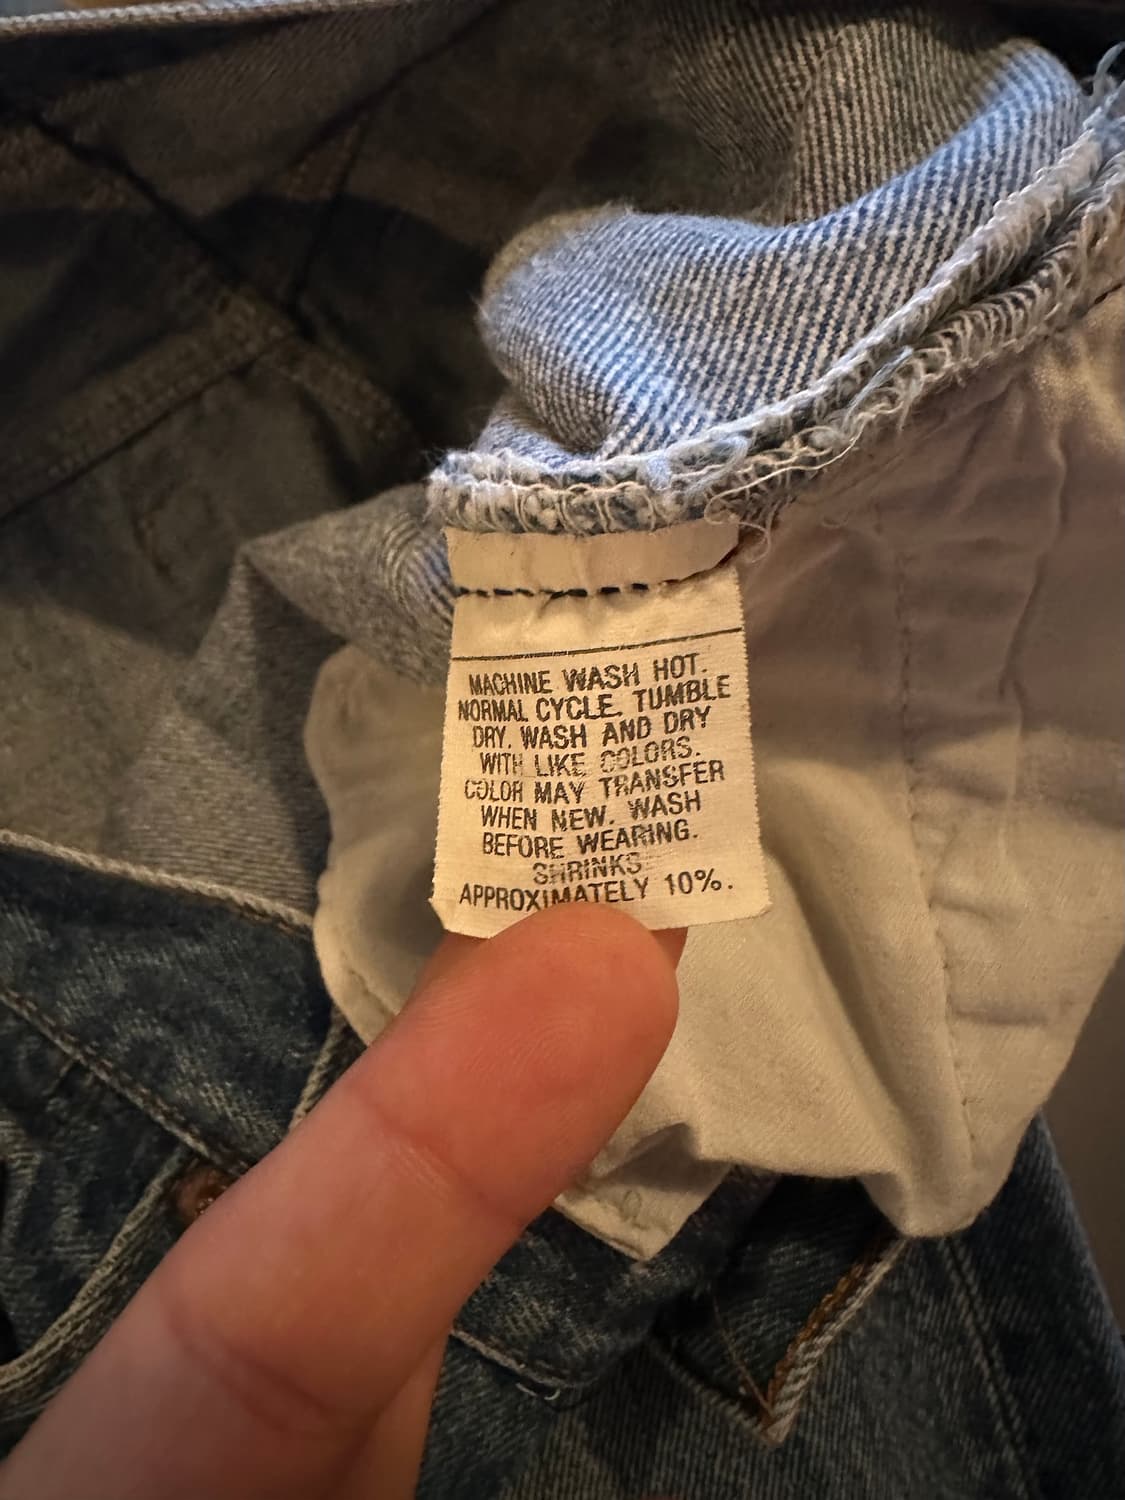 MACHINE WASH HOT.
NORMAL CYCLE. TUMBLE
DRY. WASH AND DRY
WITH LIKE COLORS.
COLOR MAY TRANSFER
WHEN NEW. WASH
BEFORE WEARING.
SHRINKS
APPROXIMATELY 10%.